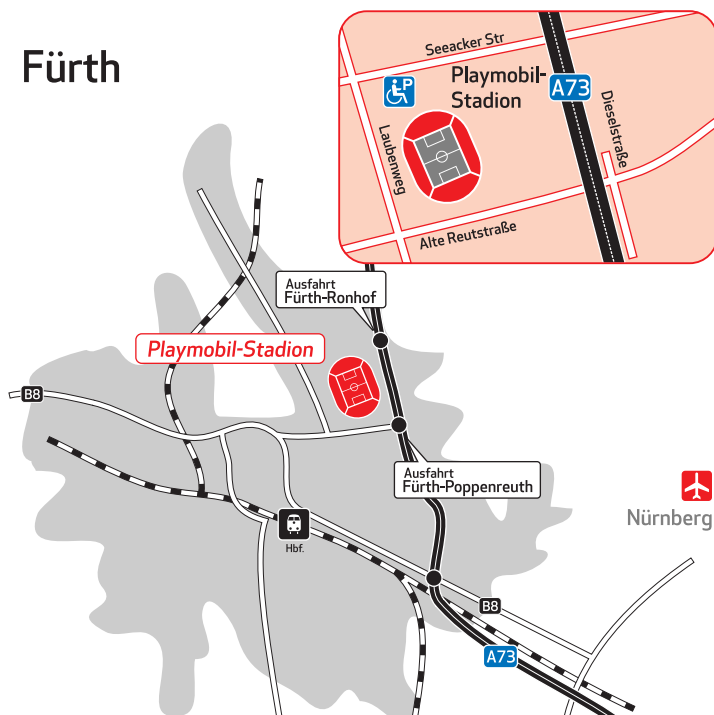 Fürth
Seeacker Str
P
Playmobil-
Stadion
A73
Dieselstraße
Laubenweg
Alte Reutstraße
Ausfahrt
Fürth-Ronhof
Playmobil-Stadion
B8
Ausfahrt
Fürth-Poppenreuth
Nürnberg
Hbf.
B8
A73